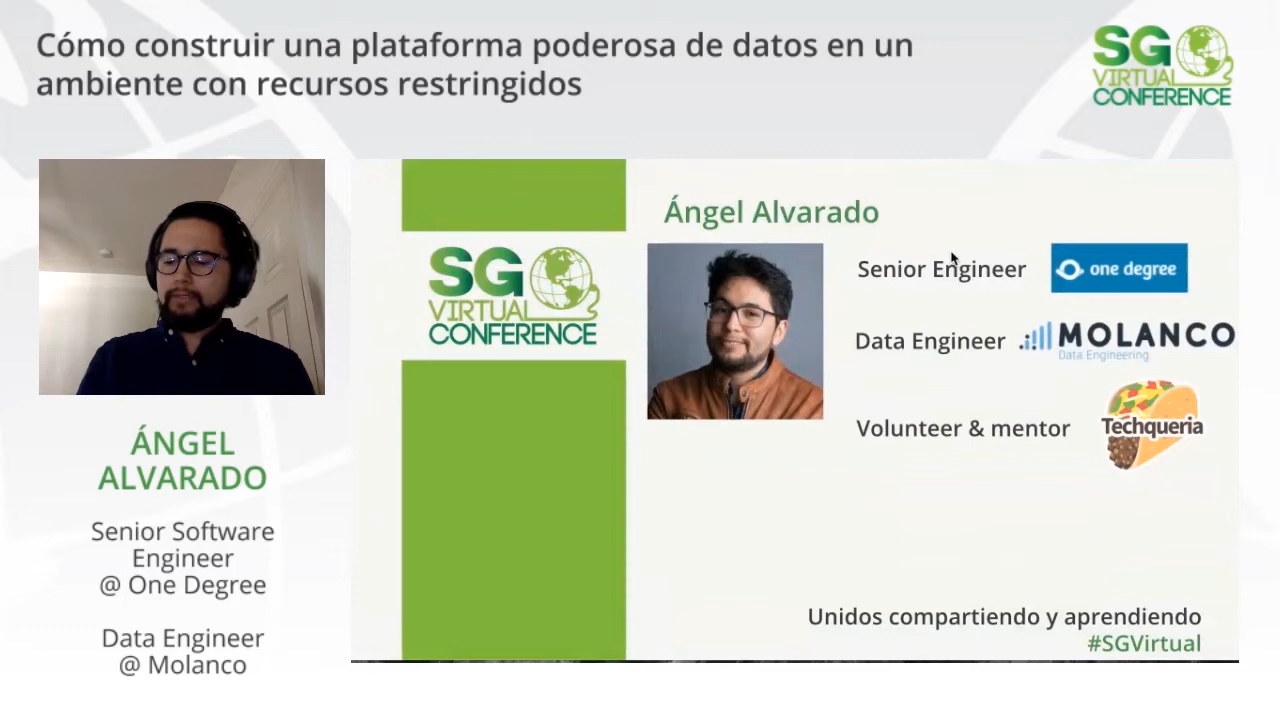 Cómo construir una plataforma poderosa de datos en un
ambiente con recursos restringidos
SG
VIRTUAL
CONFERENCE
ÁNGEL
ALVARADO
Senior Software
Engineer
@ One Degree
Data Engineer
@ Molanco
SG
VIRTUAL
CONFERENCE
Ángel Alvarado
Senior Engineer
one degree
Data Engineer
MOLANCO
Data Engineering
Volunteer & mentor
Techqueria
Unidos compartiendo y aprendiendo
#SGVirtual